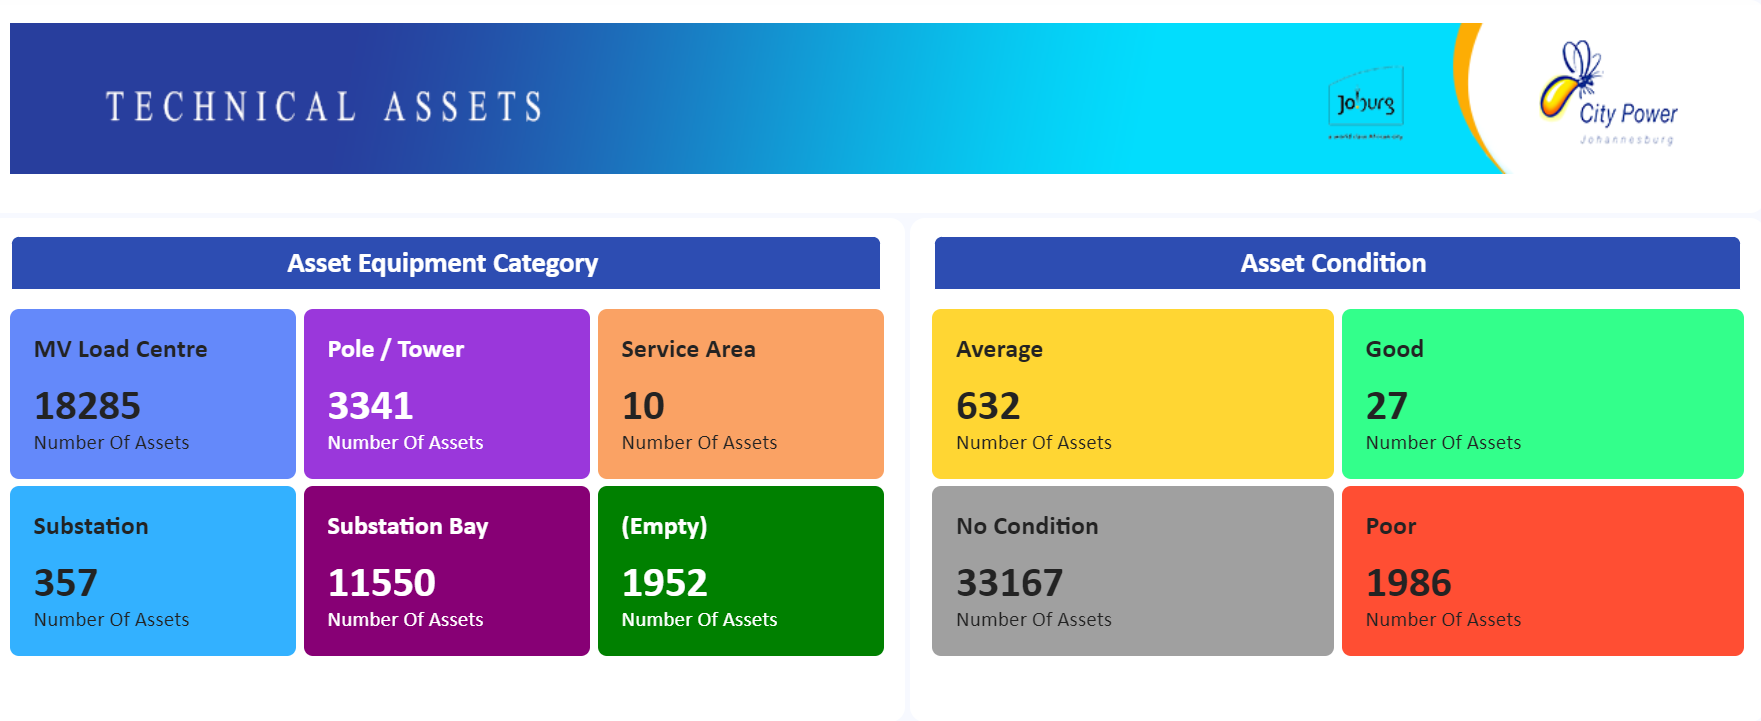 TECHNICAL ASSETS
Joburg
City Power
Johannesburg
Asset Equipment Category
MV Load Centre
18285
Number Of Assets
Pole / Tower
3341
Number Of Assets
Service Area
10
Number Of Assets
Substation
357
Number Of Assets
Substation Bay
11550
Number Of Assets
(Empty)
1952
Number Of Assets
Asset Condition
Average
632
Number Of Assets
Good
27
Number Of Assets
No Condition
33167
Number Of Assets
Poor
1986
Number Of Assets